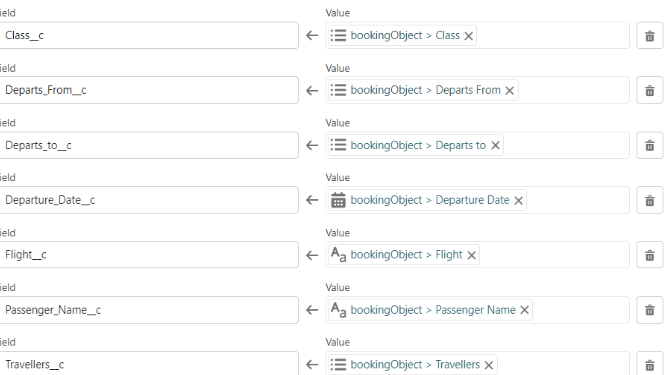 ield Value
Class__c ← bookingObject > Class ×
ield Value
Departs_From__c ← bookingObject > Departs From ×
ield Value
Departs_to__c ← bookingObject > Departs to ×
ield Value
Departure_Date__c ← bookingObject > Departure Date ×
ield Value
Flight__c ← Aa bookingObject > Flight ×
ield Value
Passenger_Name__c ← Aa bookingObject > Passenger Name ×
ield Value
Travellers__c ← bookingObject > Travellers ×